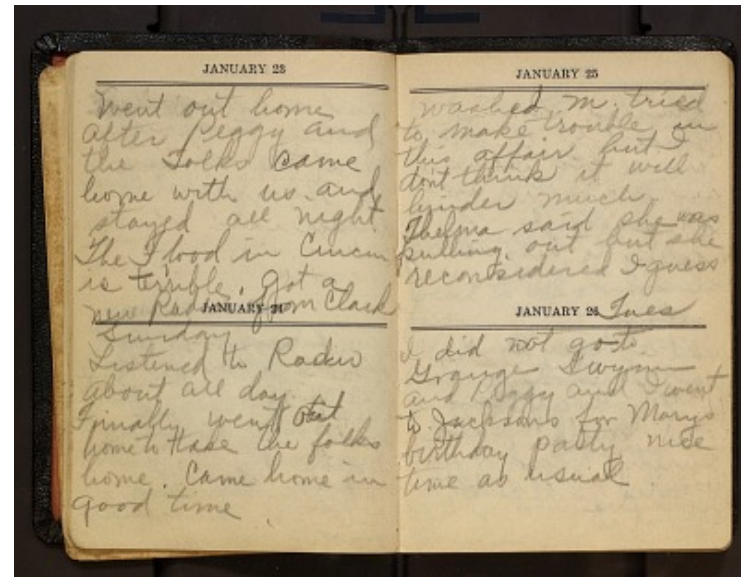 JANUARY 23
Went out home
after Peggy and
the Folks came
home with us and
stayed all night
The Flood in Cincin
is terrible. Got a
new Radio from Clark
JANUARY 24
Sunday
Listened to Radio
about all day.
Finally went out
home to take the folks
home. Came home in
good time.
JANUARY 25
washed. M. tried
to make trouble in
this affair but I
dont think it will
hinder much.
Thelma said she was
pulling out but she
reconsidered I guess
JANUARY 26 Tues
I did not go to
Grange Gwynn
and Peggy and I went
to Jacksons for Marys
birthday patty nice
time as usual